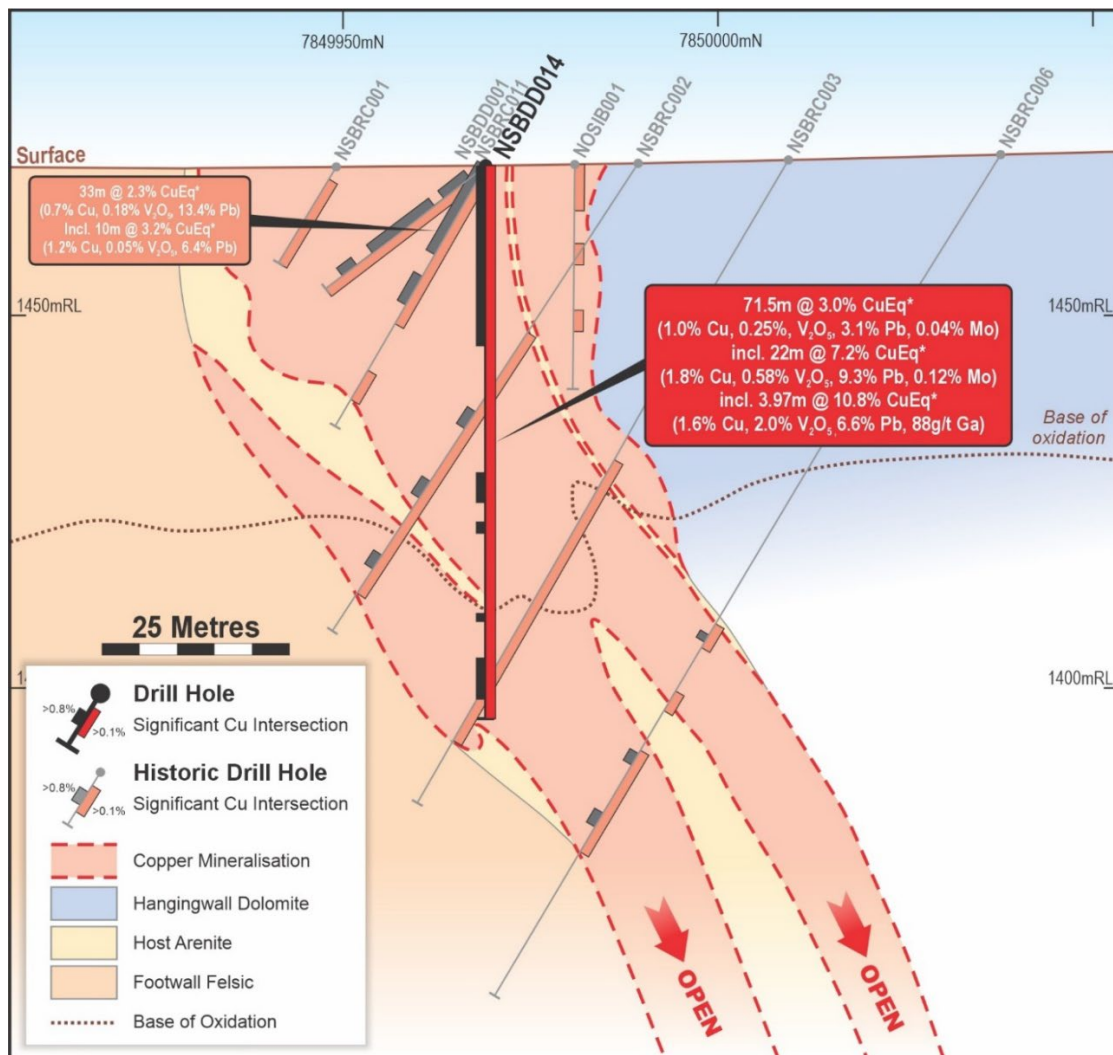 7849950mN
7850000mN
NSBRC001
NSBDD001
NSBRC011
NSBDD014
NOSIB001
NSBRC002
NSBRC003
NSBRC006
Surface
33m @ 2.3% CuEq*
(0.7% Cu, 0.18% V₂O₅, 13.4% Pb)
Incl. 10m @ 3.2% CuEq*
(1.2% Cu, 0.05% V₂O₅, 6.4% Pb)
1450mRL
1450mRL
71.5m @ 3.0% CuEq*
(1.0% Cu, 0.25%, V₂O₅, 3.1% Pb, 0.04% Mo)
incl. 22m @ 7.2% CuEq*
(1.8% Cu, 0.58% V₂O₅, 9.3% Pb, 0.12% Mo)
incl. 3.97m @ 10.8% CuEq*
(1.6% Cu, 2.0% V₂O₅, 6.6% Pb, 88g/t Ga)
Base of
oxidation
25 Metres
1400mRL
Drill Hole
>0.8%
>0.1%
Significant Cu Intersection
Historic Drill Hole
>0.8%
>0.1%
Significant Cu Intersection
Copper Mineralisation
Hangingwall Dolomite
Host Arenite
Footwall Felsic
Base of Oxidation
OPEN
OPEN